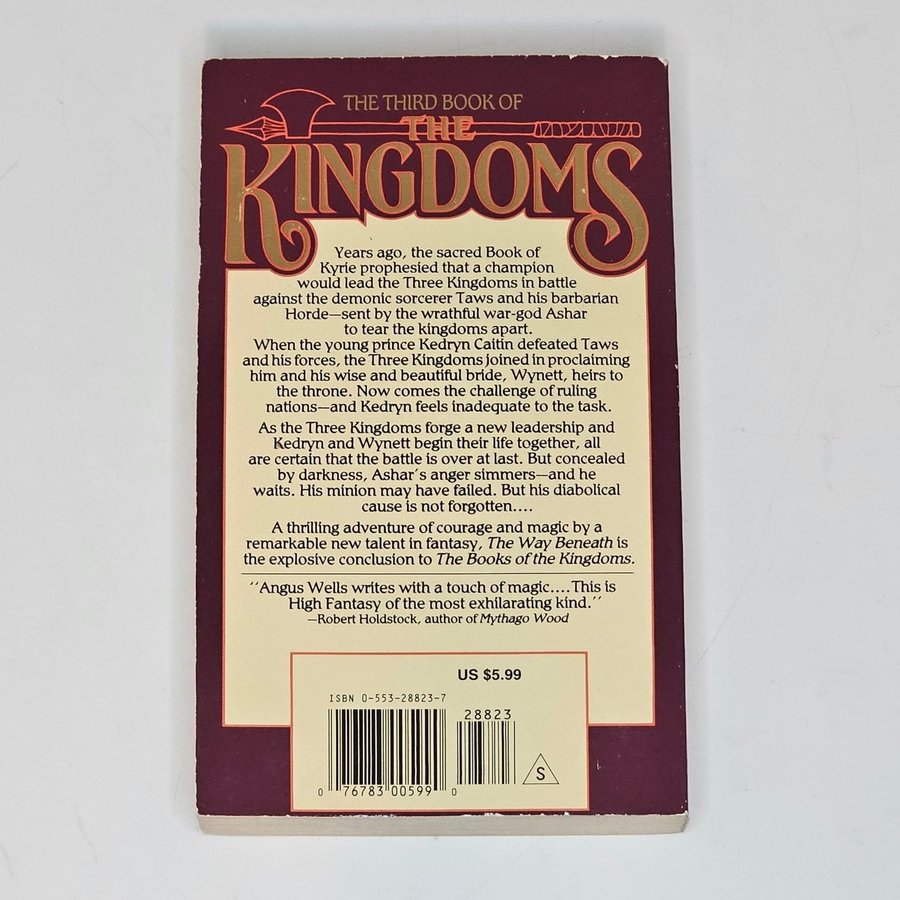 THE THIRD BOOK OF
THE
KINGDOMS
Years ago, the sacred Book of
Kyrie prophesied that a champion
would lead the Three Kingdoms in battle
against the demonic sorcerer Taws and his barbarian
Horde—sent by the wrathful war-god Ashar
to tear the kingdoms apart.
When the young prince Kedryn Caitin defeated Taws
and his forces, the Three Kingdoms joined in proclaiming
him and his wise and beautiful bride, Wynett, heirs to
the throne. Now comes the challenge of ruling
nations—and Kedryn feels inadequate to the task.
As the Three Kingdoms forge a new leadership and
Kedryn and Wynett begin their life together, all
are certain that the battle is over at last. But concealed
by darkness, Ashar's anger simmers—and he
waits. His minion may have failed. But his diabolical
cause is not forgotten....
A thrilling adventure of courage and magic by a
remarkable new talent in fantasy, The Way Beneath is
the explosive conclusion to The Books of the Kingdoms.
"Angus Wells writes with a touch of magic....This is
High Fantasy of the most exhilarating kind."
—Robert Holdstock, author of Mythago Wood
US $5.99
ISBN 0-553-28823-7
28823
S
0 76783 00599 0